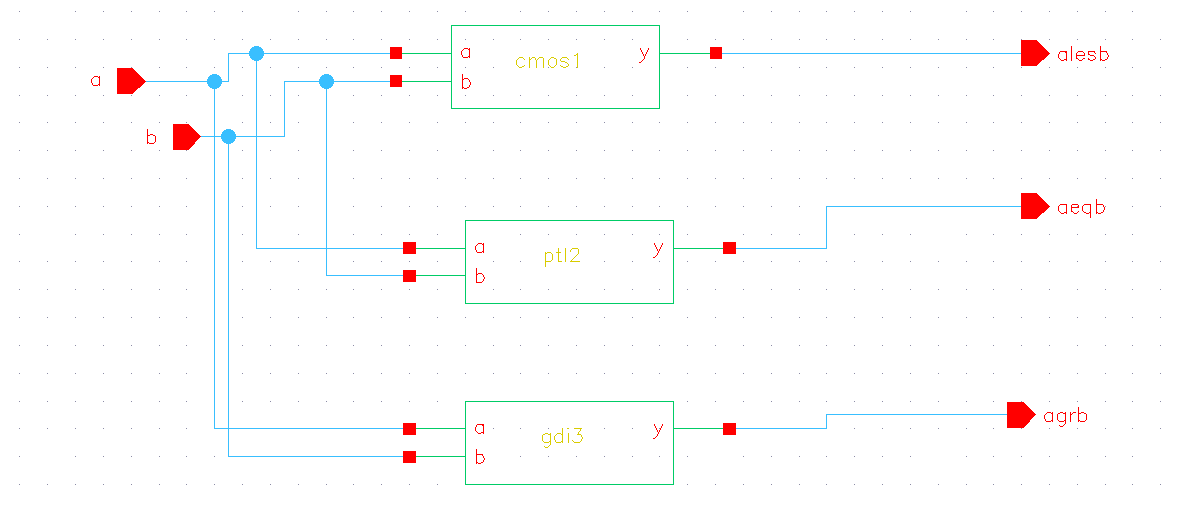 a cmos1 y alesb
a b
b
aeqb
a ptl2 y
b
a gdi3 y agrb
b